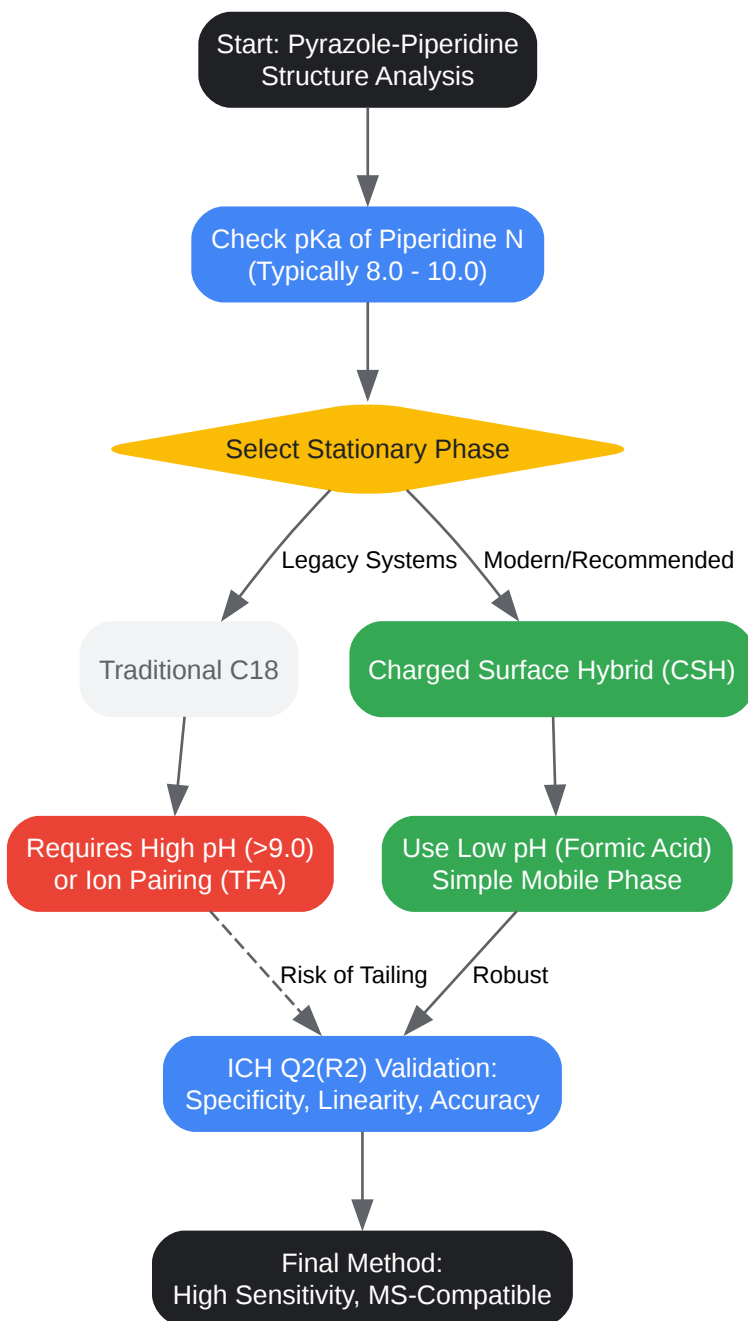 Start: Pyrazole-Piperidine
Structure Analysis
Check pKa of Piperidine N
(Typically 8.0 - 10.0)
Select Stationary Phase
Legacy Systems
Modern/Recommended
Traditional C18
Charged Surface Hybrid (CSH)
Requires High pH (>9.0)
or Ion Pairing (TFA)
Use Low pH (Formic Acid)
Simple Mobile Phase
Risk of Tailing
Robust
ICH Q2(R2) Validation:
Specificity, Linearity, Accuracy
Final Method:
High Sensitivity, MS-Compatible